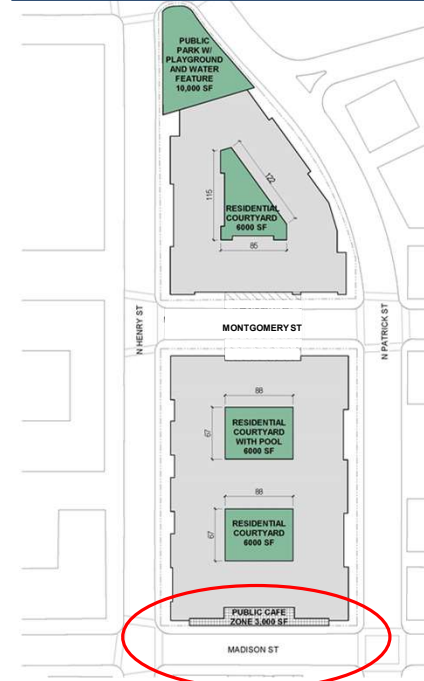 PUBLIC
PARK W/
PLAYGROUND
AND WATER
FEATURE
10,000 SF
122
115
RESIDENTIAL
COURTYARD
6000 SF
85
N HENRY ST
MONTGOMERY ST
N PATRICK ST
88
67
RESIDENTIAL
COURTYARD
WITH POOL
6000 SF
88
67
RESIDENTIAL
COURTYARD
6000 SF
PUBLIC CAFE
ZONE 3,000 SF
MADISON ST